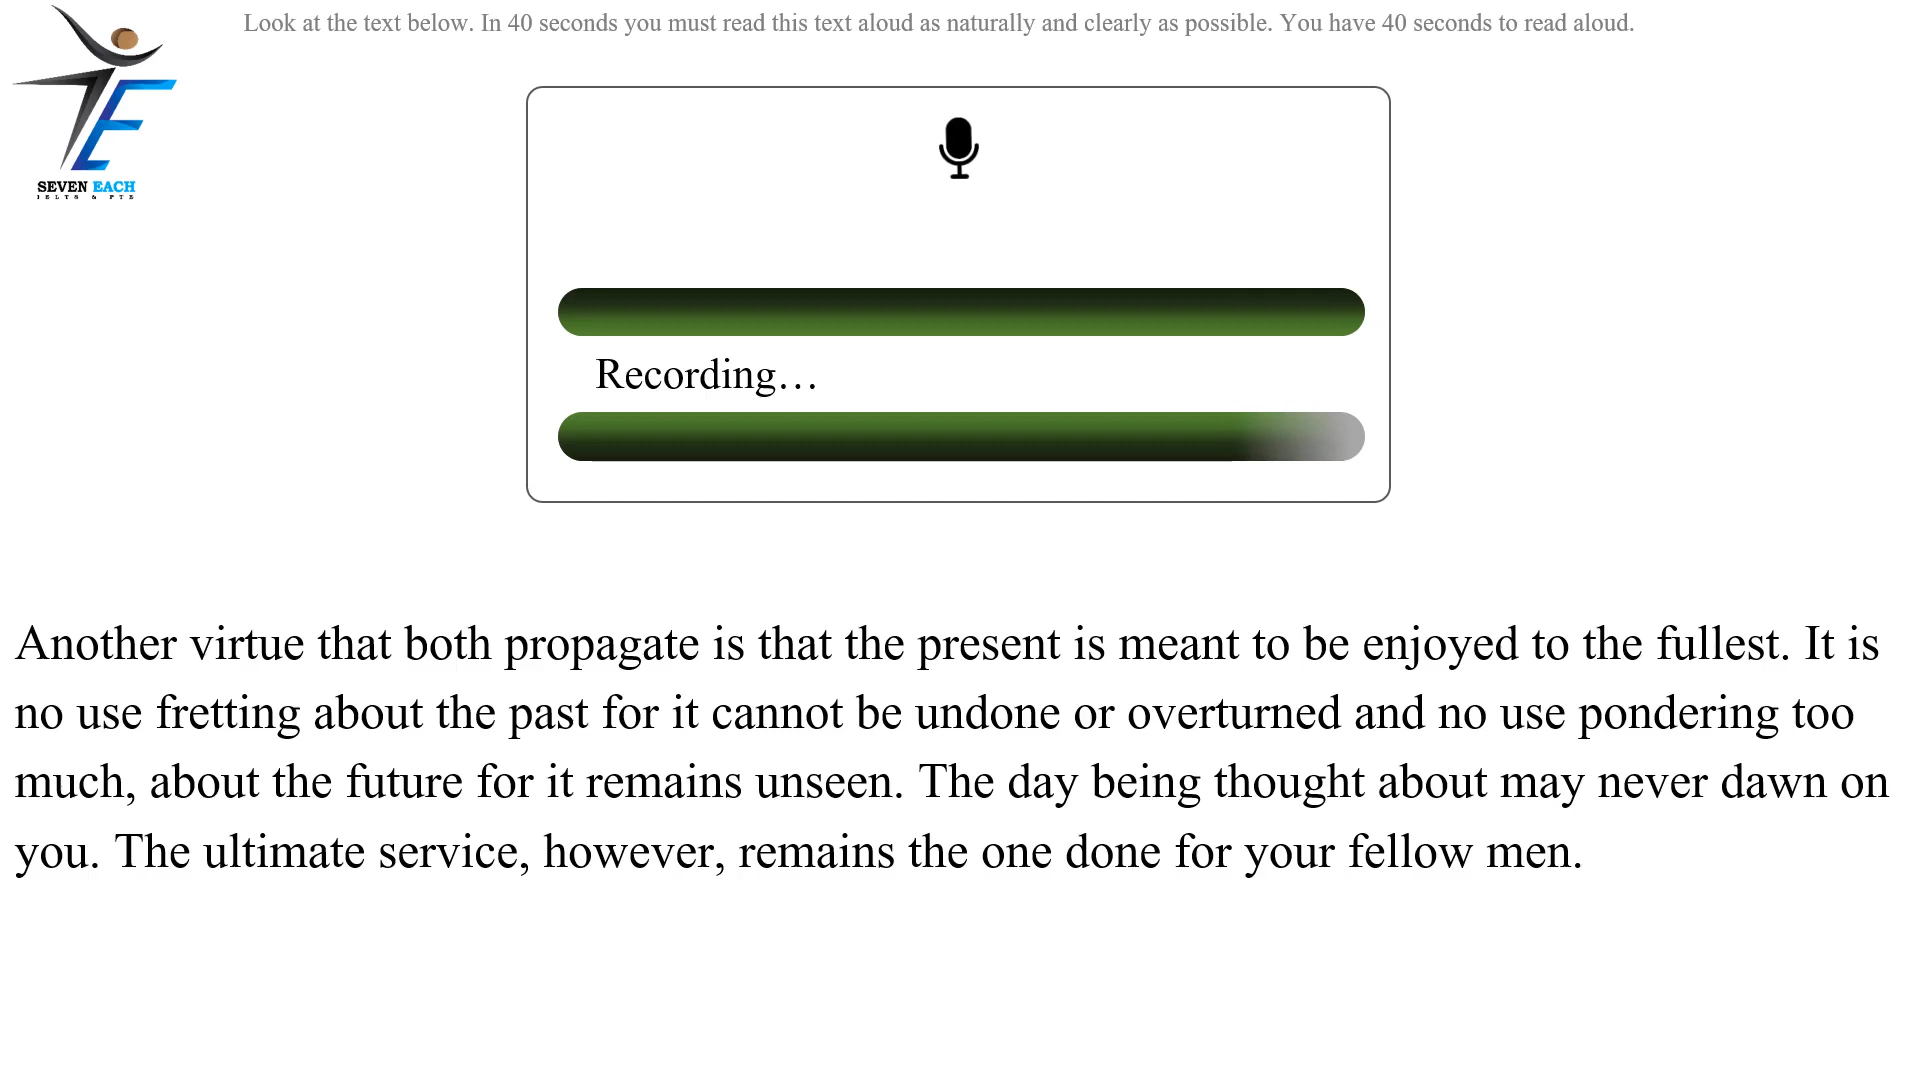 Look at the text below. In 40 seconds you must read this text aloud as naturally and clearly as possible. You have 40 seconds to read aloud.
SEVEN EACH
IELTS & PTE
Recording…
Another virtue that both propagate is that the present is meant to be enjoyed to the fullest. It is
no use fretting about the past for it cannot be undone or overturned and no use pondering too
much, about the future for it remains unseen. The day being thought about may never dawn on
you. The ultimate service, however, remains the one done for your fellow men.